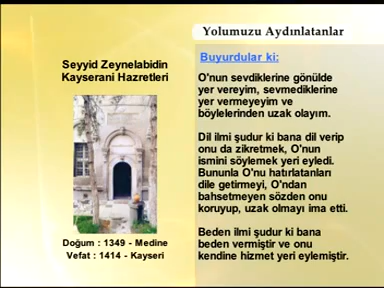 Yolumuzu Aydınlatanlar
Seyyid Zeynelabidin
Kayserani Hazretleri
Doğum : 1349 - Medine
Vefat : 1414 - Kayseri
Buyurdular ki:
O'nun sevdiklerine gönülde
yer vereyim, sevmediklerine
yer vermeyeyim ve
böylelerinden uzak olayım.
Dil ilmi şudur ki bana dil verip
onu da zikretmek, O'nun
ismini söylemek yeri eyledi.
Bununla O'nu hatırlatanları
dile getirmeyi, O'ndan
bahsetmeyen sözden onu
koruyup, uzak olmayı ima etti.
Beden ilmi şudur ki bana
beden vermiştir ve onu
kendine hizmet yeri eylemiştir.